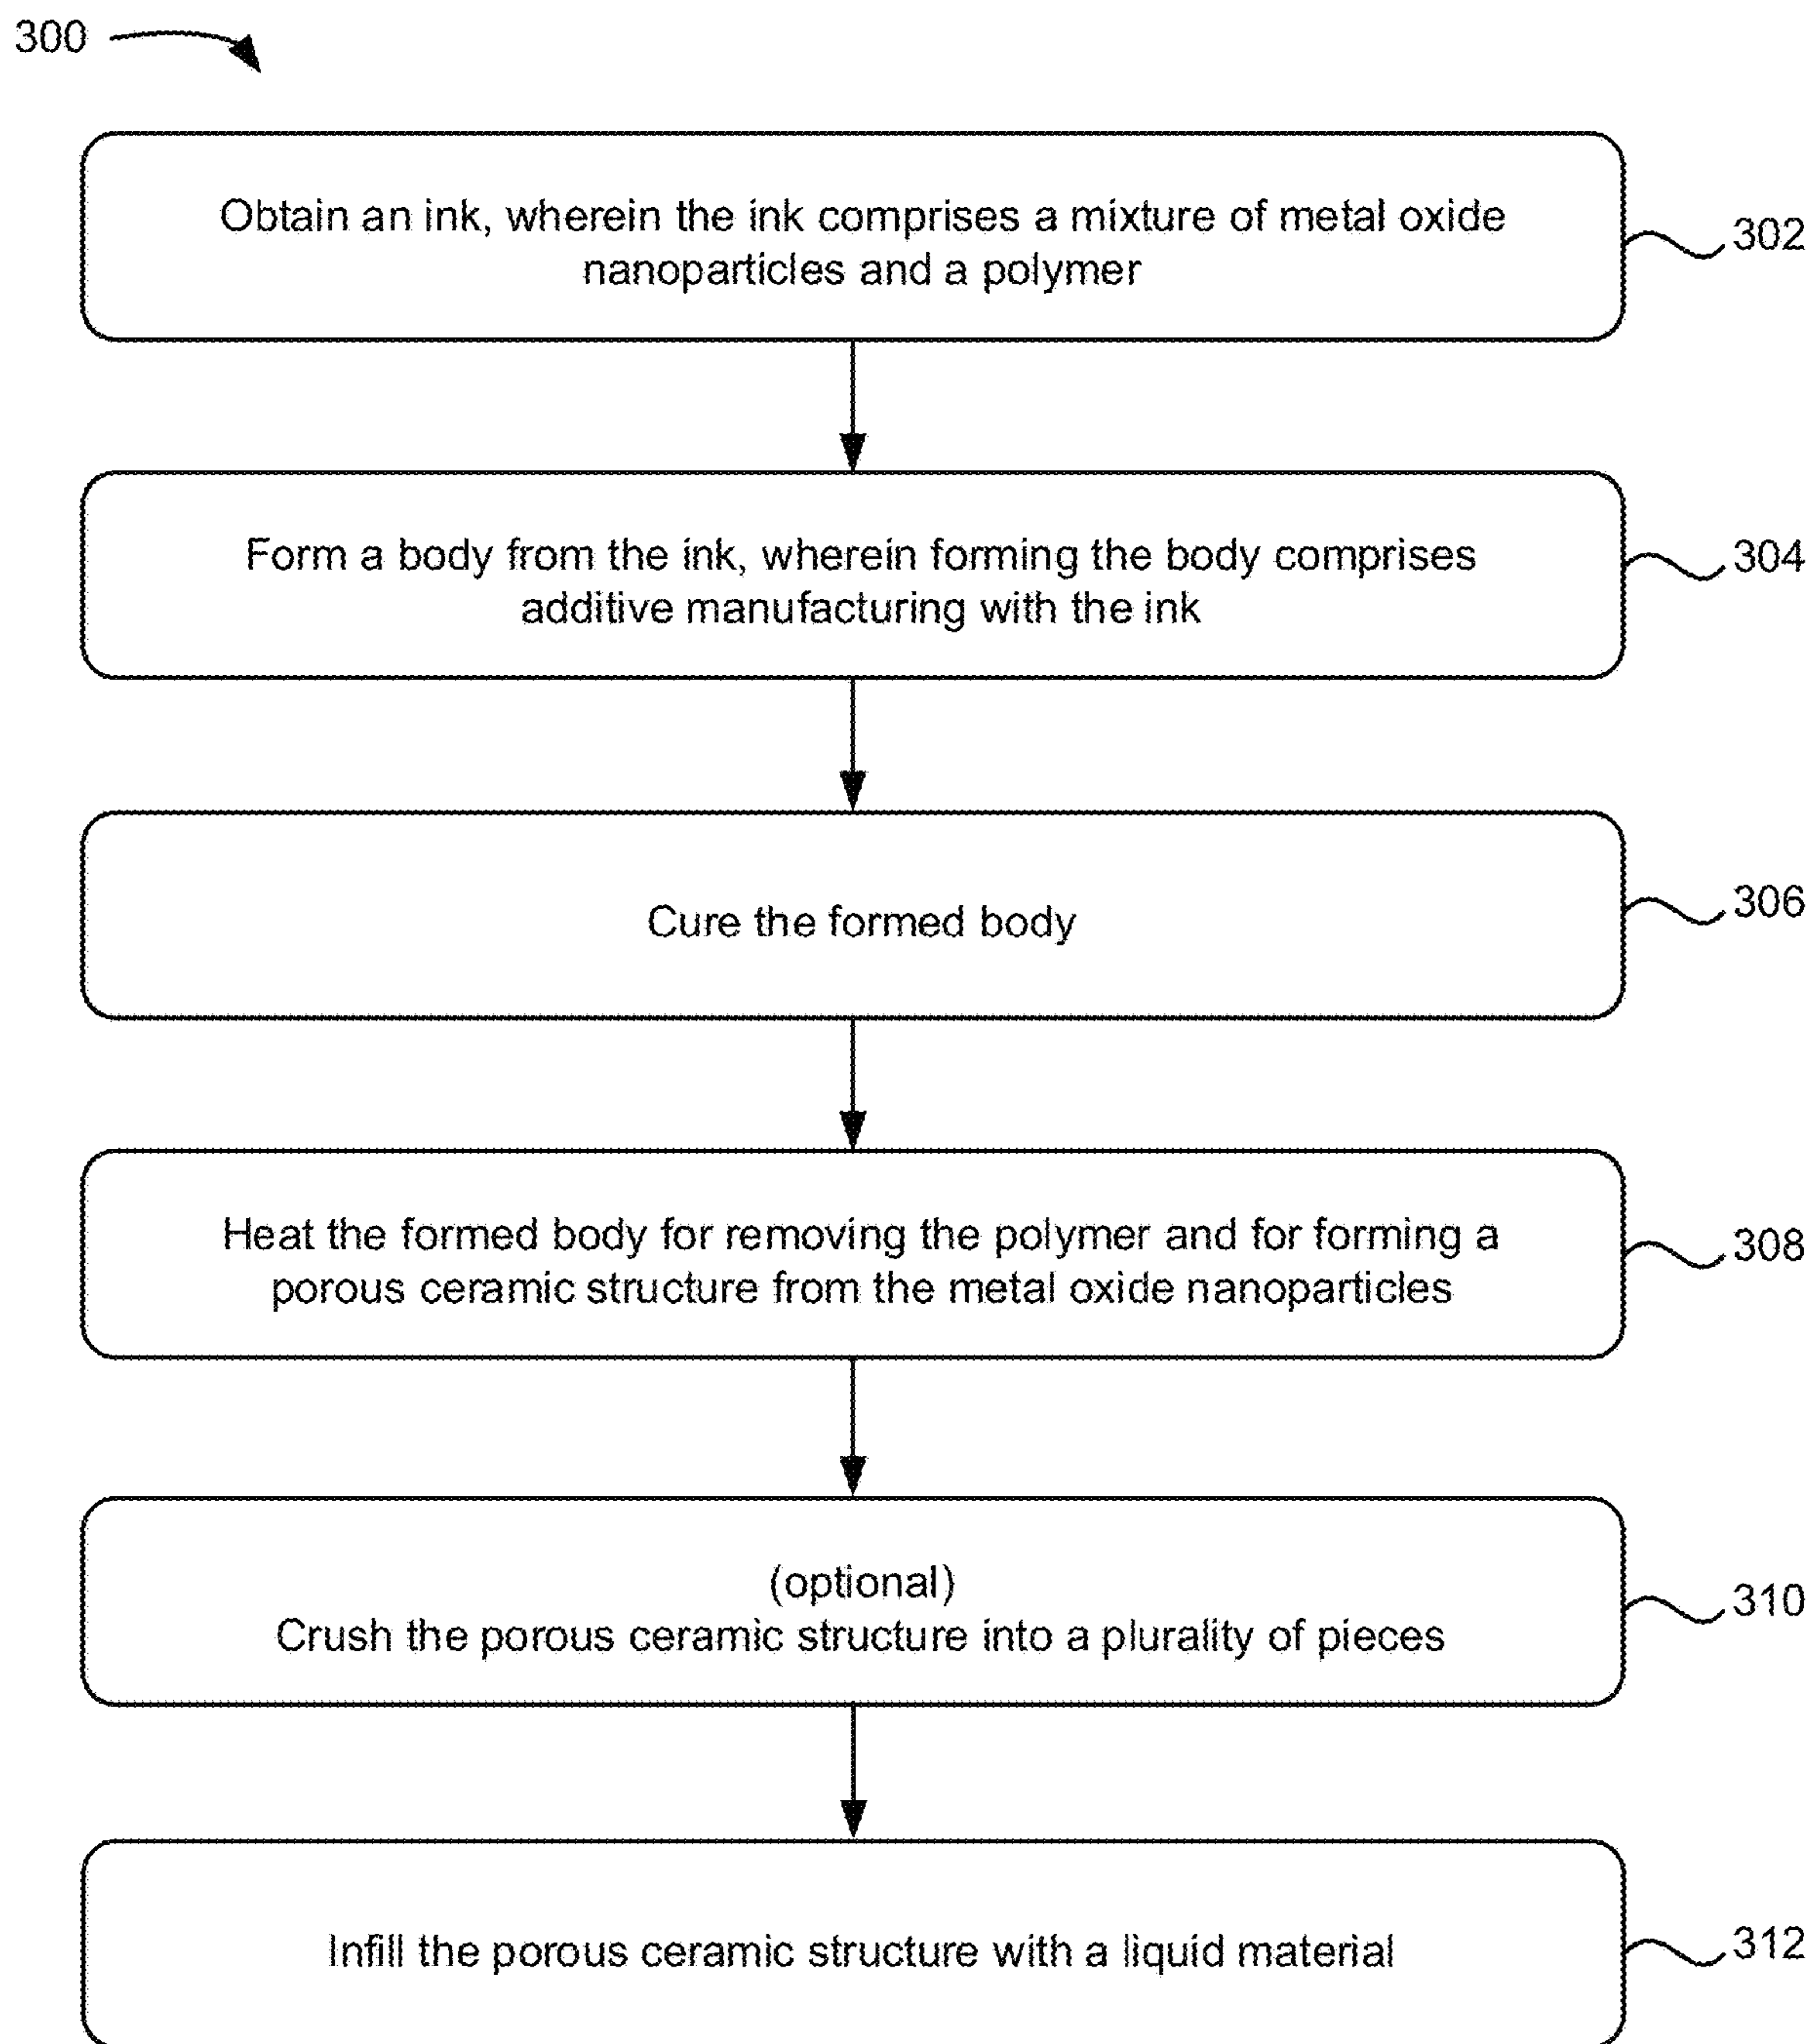 300
Obtain an ink, wherein the ink comprises a mixture of metal oxide
nanoparticles and a polymer
302
Form a body from the ink, wherein forming the body comprises
additive manufacturing with the ink
304
Cure the formed body
306
Heat the formed body for removing the polymer and for forming a
porous ceramic structure from the metal oxide nanoparticles
308
(optional)
Crush the porous ceramic structure into a plurality of pieces
310
Infill the porous ceramic structure with a liquid material
312